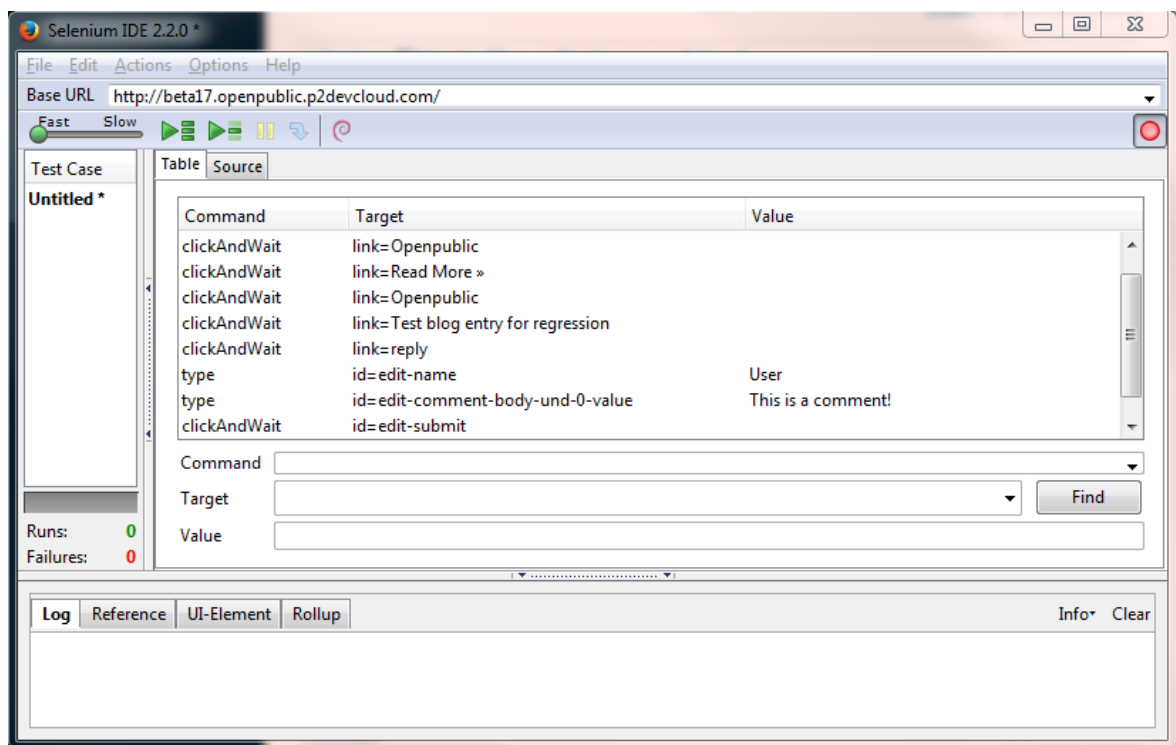 Selenium IDE 2.2.0 *
File Edit Actions Options Help
Base URL http://beta17.openpublic.p2devcloud.com/
Fast Slow
Test Case Table Source
Untitled *
Command Target Value
clickAndWait link=Openpublic
clickAndWait link=Read More »
clickAndWait link=Openpublic
clickAndWait link=Test blog entry for regression
clickAndWait link=reply
type id=edit-name User
type id=edit-comment-body-und-0-value This is a comment!
clickAndWait id=edit-submit
Command
Target Find
Value
Runs: 0
Failures: 0
Log Reference UI-Element Rollup Info Clear